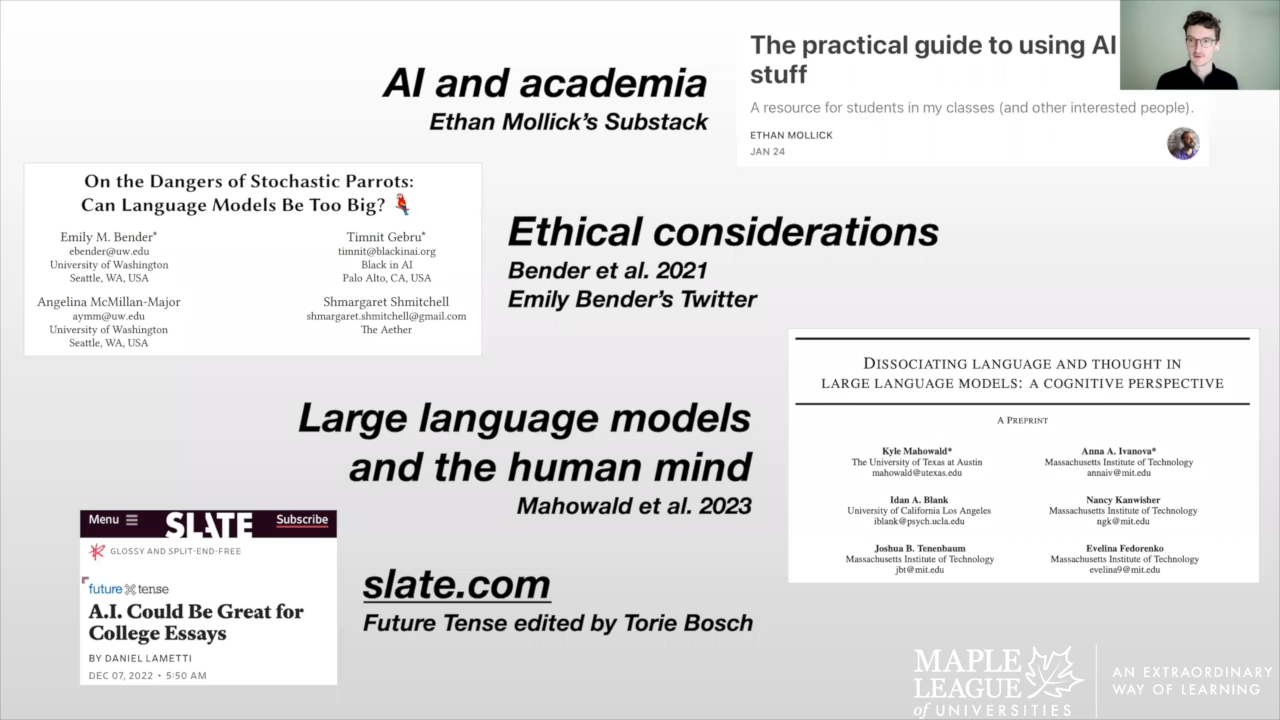 AI and academia
Ethan Mollick's Substack
The practical guide to using AI
stuff
A resource for students in my classes (and other interested people).
ETHAN MOLLICK
JAN 24
On the Dangers of Stochastic Parrots:
Can Language Models Be Too Big? 🦜
Emily M. Bender*
ebender@uw.edu
University of Washington
Seattle, WA, USA
Timnit Gebru*
timnit@blackinai.org
Black in AI
Palo Alto, CA, USA
Angelina McMillan-Major
aymm@uw.edu
University of Washington
Seattle, WA, USA
Shmargaret Shmitchell
shmargaret.shmitchell@gmail.com
The Aether
Ethical considerations
Bender et al. 2021
Emily Bender's Twitter
Large language models
and the human mind
Mahowald et al. 2023
DISSOCIATING LANGUAGE AND THOUGHT IN
LARGE LANGUAGE MODELS: A COGNITIVE PERSPECTIVE
A PREPRINT
Kyle Mahowald*
The University of Texas at Austin
mahowald@utexas.edu
Anna A. Ivanova*
Massachusetts Institute of Technology
annaiv@mit.edu
Idan A. Blank
University of California Los Angeles
iblank@psych.ucla.edu
Nancy Kanwisher
Massachusetts Institute of Technology
ngk@mit.edu
Joshua B. Tenenbaum
Massachusetts Institute of Technology
jbt@mit.edu
Evelina Fedorenko
Massachusetts Institute of Technology
evelina9@mit.edu
Menu SLATE Subscribe
GLOSSY AND SPLIT-END-FREE
future tense
A.I. Could Be Great for
College Essays
BY DANIEL LAMETTI
DEC 07, 2022 • 5:50 AM
slate.com
Future Tense edited by Torie Bosch
MAPLE
LEAGUE
of UNIVERSITIES
AN EXTRAORDINARY
WAY OF LEARNING